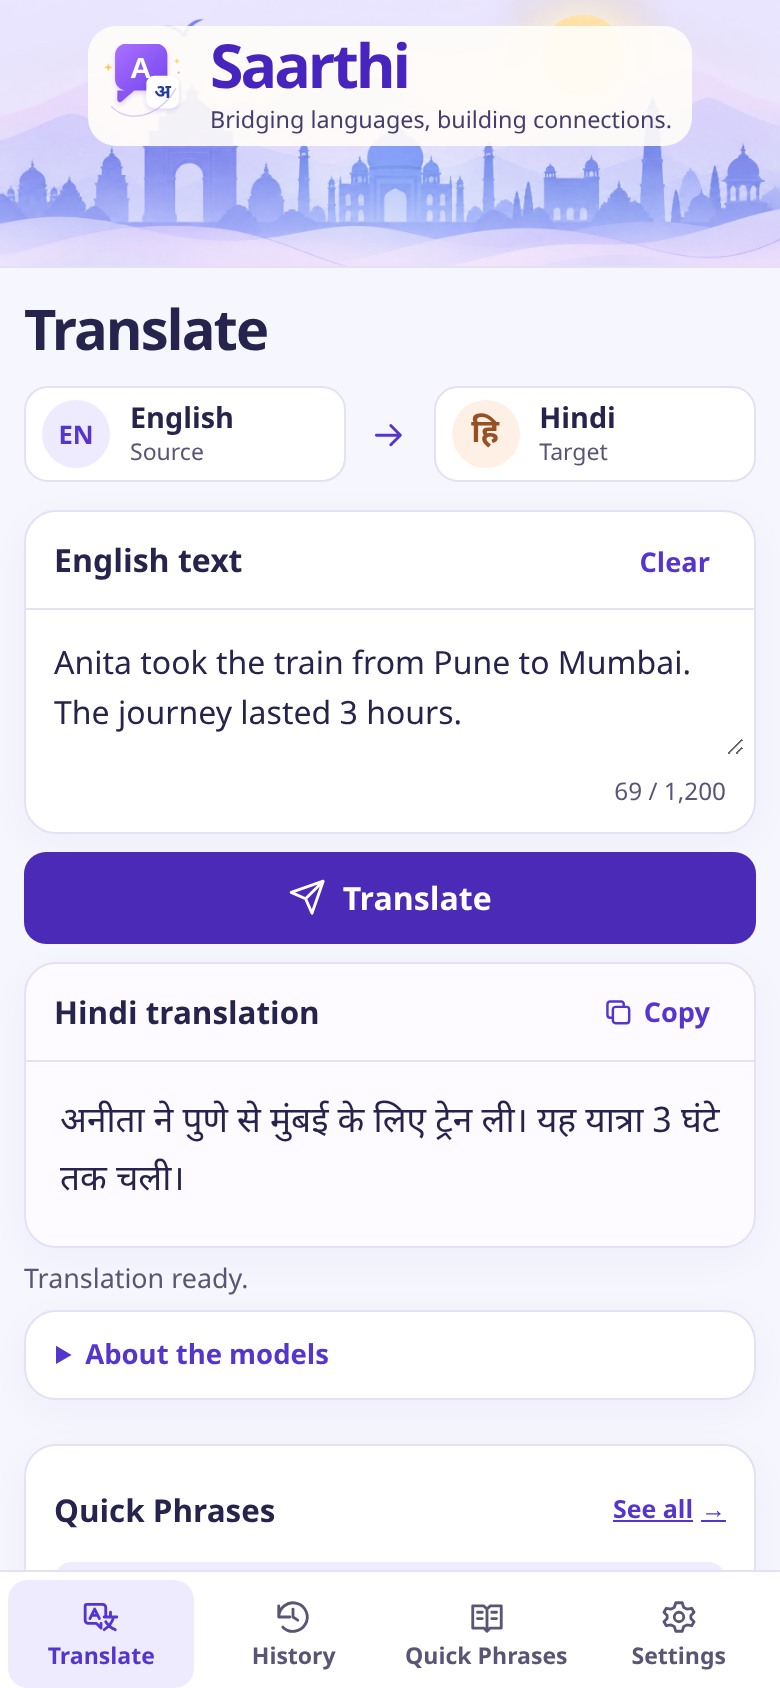 A
अ
Saarthi
Bridging languages, building connections.
Translate
EN
English
Source
→
हि
Hindi
Target
English text
Clear
Anita took the train from Pune to Mumbai.
The journey lasted 3 hours.
69 / 1,200
Translate
Hindi translation
Copy
अनीता ने पुणे से मुंबई के लिए ट्रेन ली। यह यात्रा 3 घंटे
तक चली।
Translation ready.
About the models
Quick Phrases
See all →
Translate
History
Quick Phrases
Settings